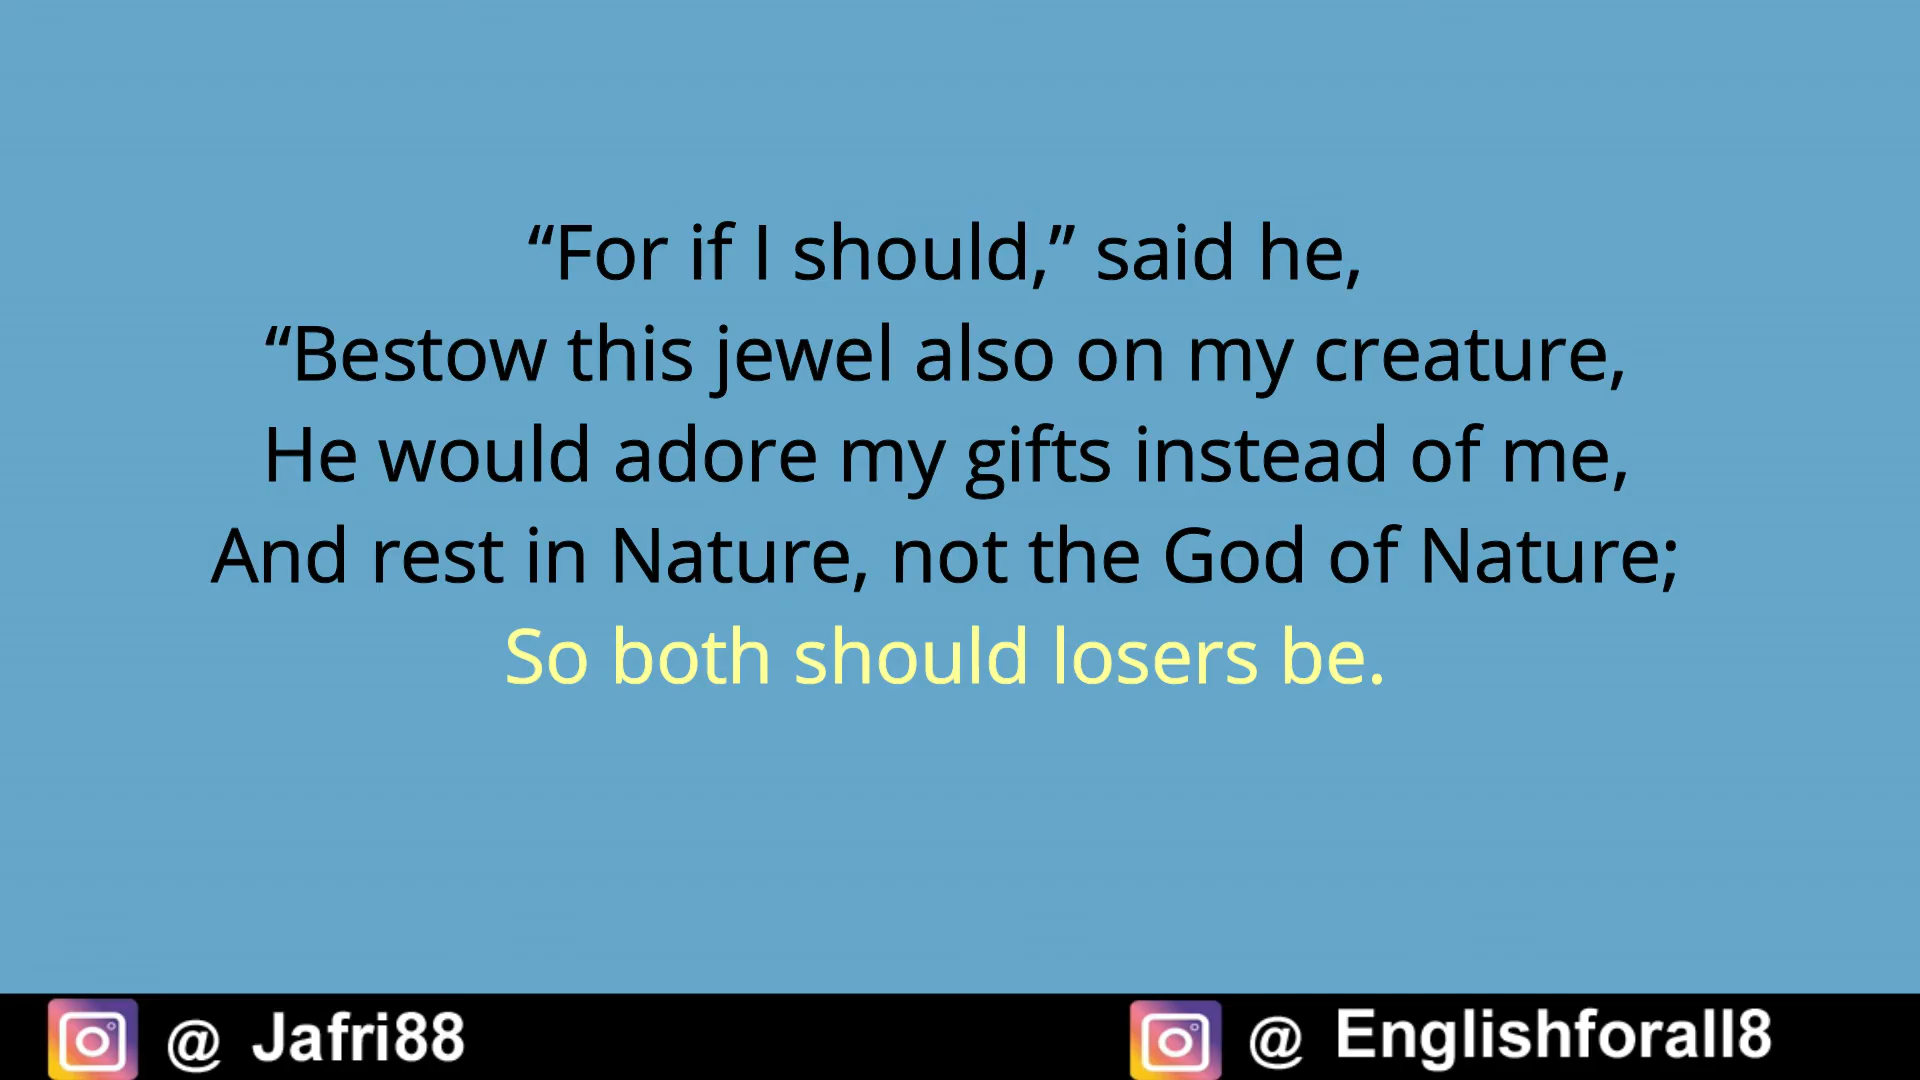 “For if I should,” said he,
“Bestow this jewel also on my creature,
He would adore my gifts instead of me,
And rest in Nature, not the God of Nature;
So both should losers be.
@ Jafri88
@ Englishforall8